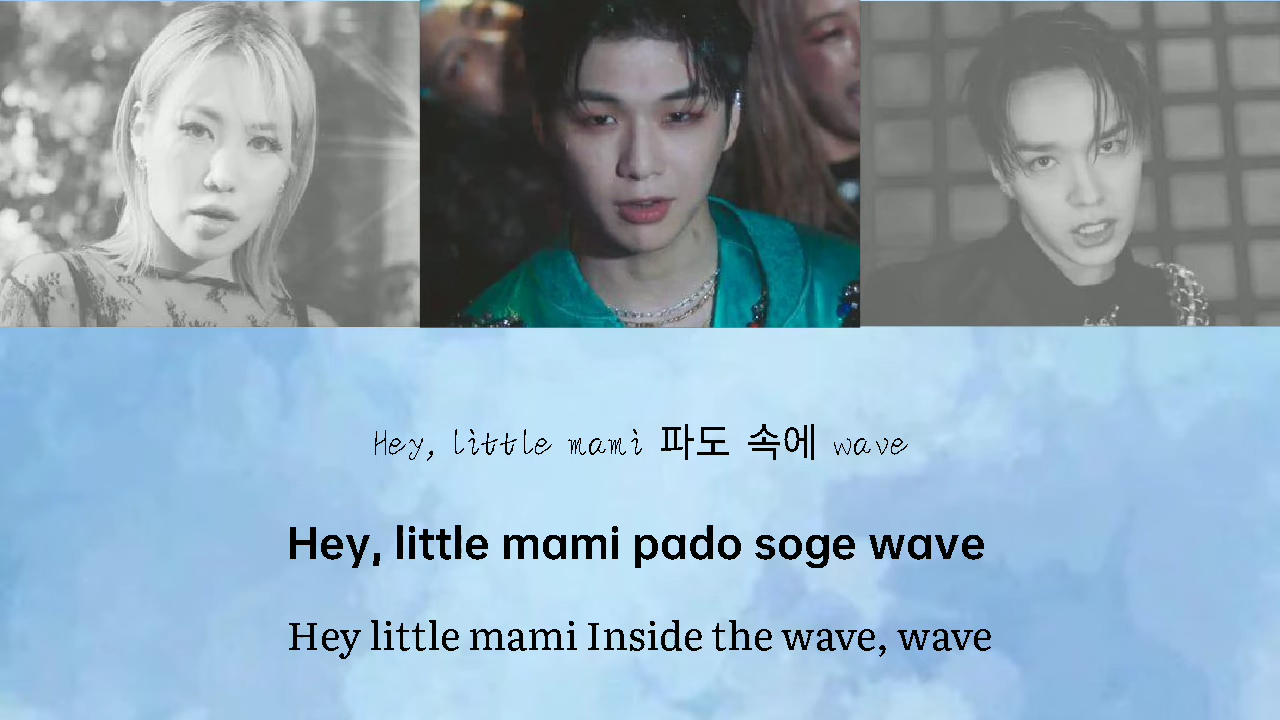 Hey, little mami 파도 속에 wave
Hey, little mami pado soge wave
Hey little mami Inside the wave, wave